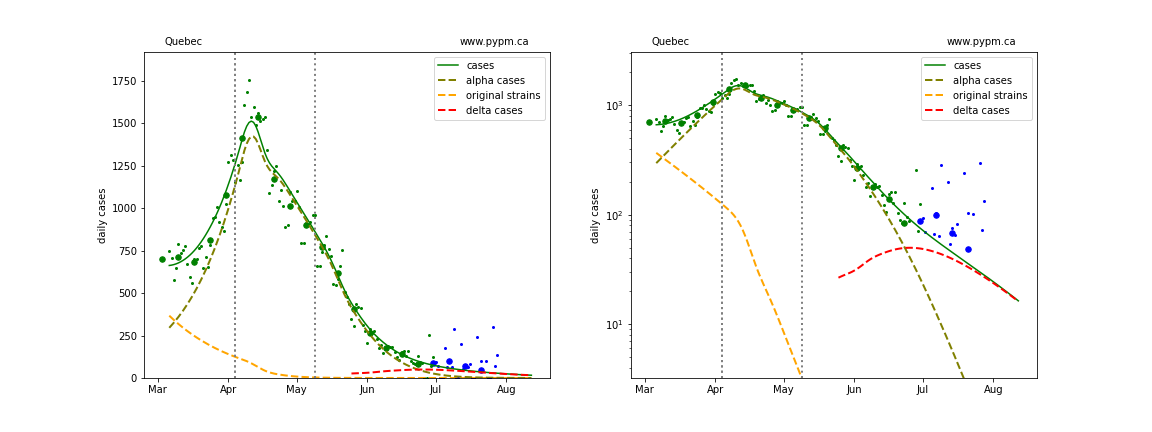 Quebec www.pypm.ca
cases
alpha cases
original strains
delta cases
daily cases
1750
1500
1250
1000
750
500
250
0
Mar Apr May Jun Jul Aug
Quebec www.pypm.ca
cases
alpha cases
original strains
delta cases
daily cases
10³
10²
10¹
Mar Apr May Jun Jul Aug